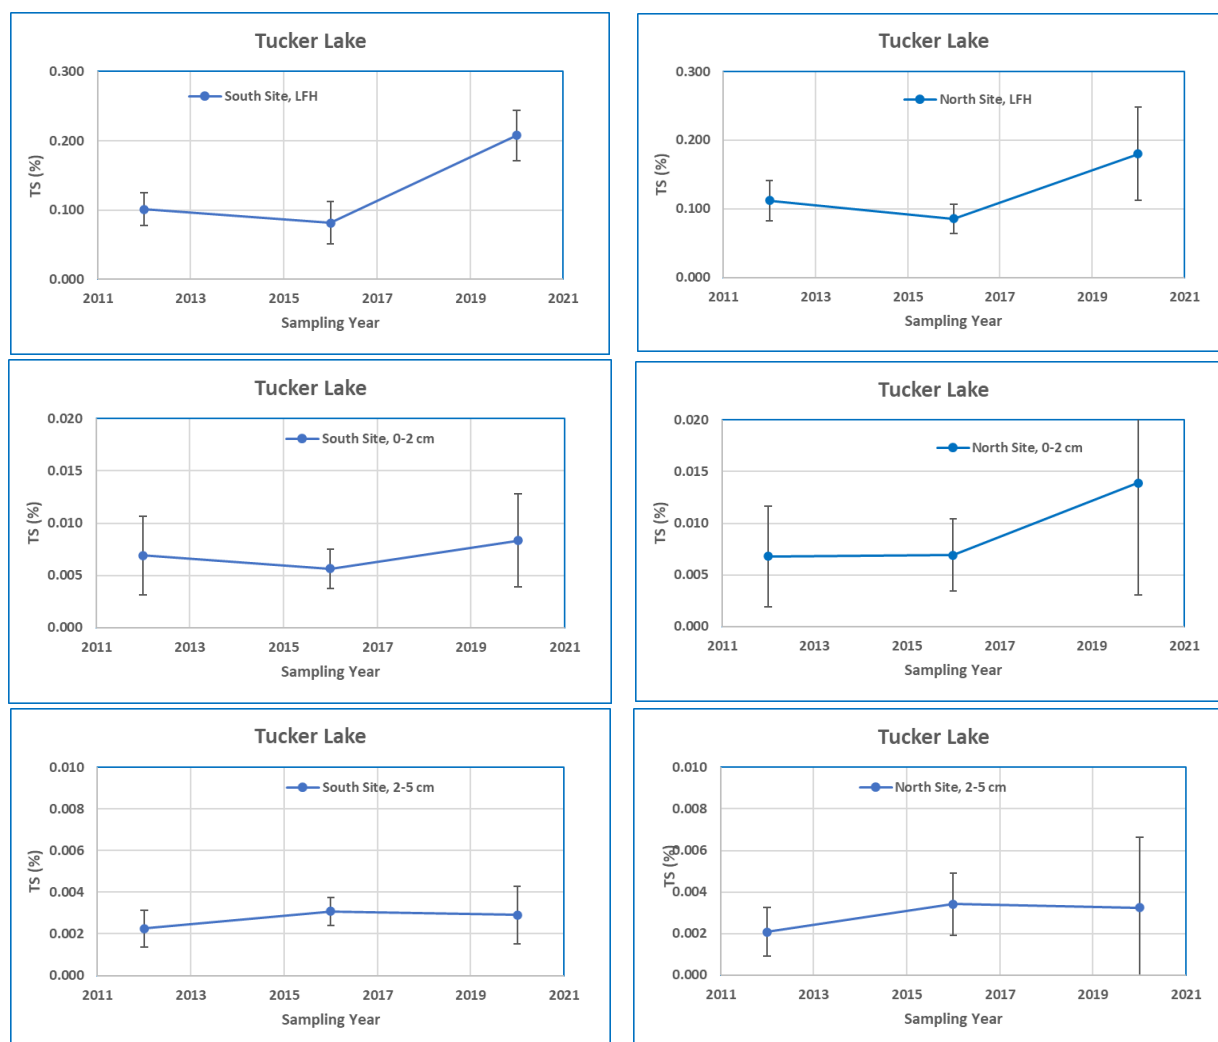 Tucker Lake
0.300
South Site, LFH
0.200
TS (%)
0.100
0.000
2011 2013 2015 2017 2019 2021
Sampling Year
Tucker Lake
0.300
North Site, LFH
0.200
TS (%)
0.100
0.000
2011 2013 2015 2017 2019 2021
Sampling Year
Tucker Lake
0.020
South Site, 0-2 cm
0.015
TS (%)
0.010
0.005
0.000
2011 2013 2015 2017 2019 2021
Sampling Year
Tucker Lake
0.020
North Site, 0-2 cm
0.015
TS (%)
0.010
0.005
0.000
2011 2013 2015 2017 2019 2021
Sampling Year
Tucker Lake
0.010
South Site, 2-5 cm
0.008
0.006
TS (%)
0.004
0.002
0.000
2011 2013 2015 2017 2019 2021
Sampling Year
Tucker Lake
0.010
North Site, 2-5 cm
0.008
0.006
TS (%)
0.004
0.002
0.000
2011 2013 2015 2017 2019 2021
Sampling Year